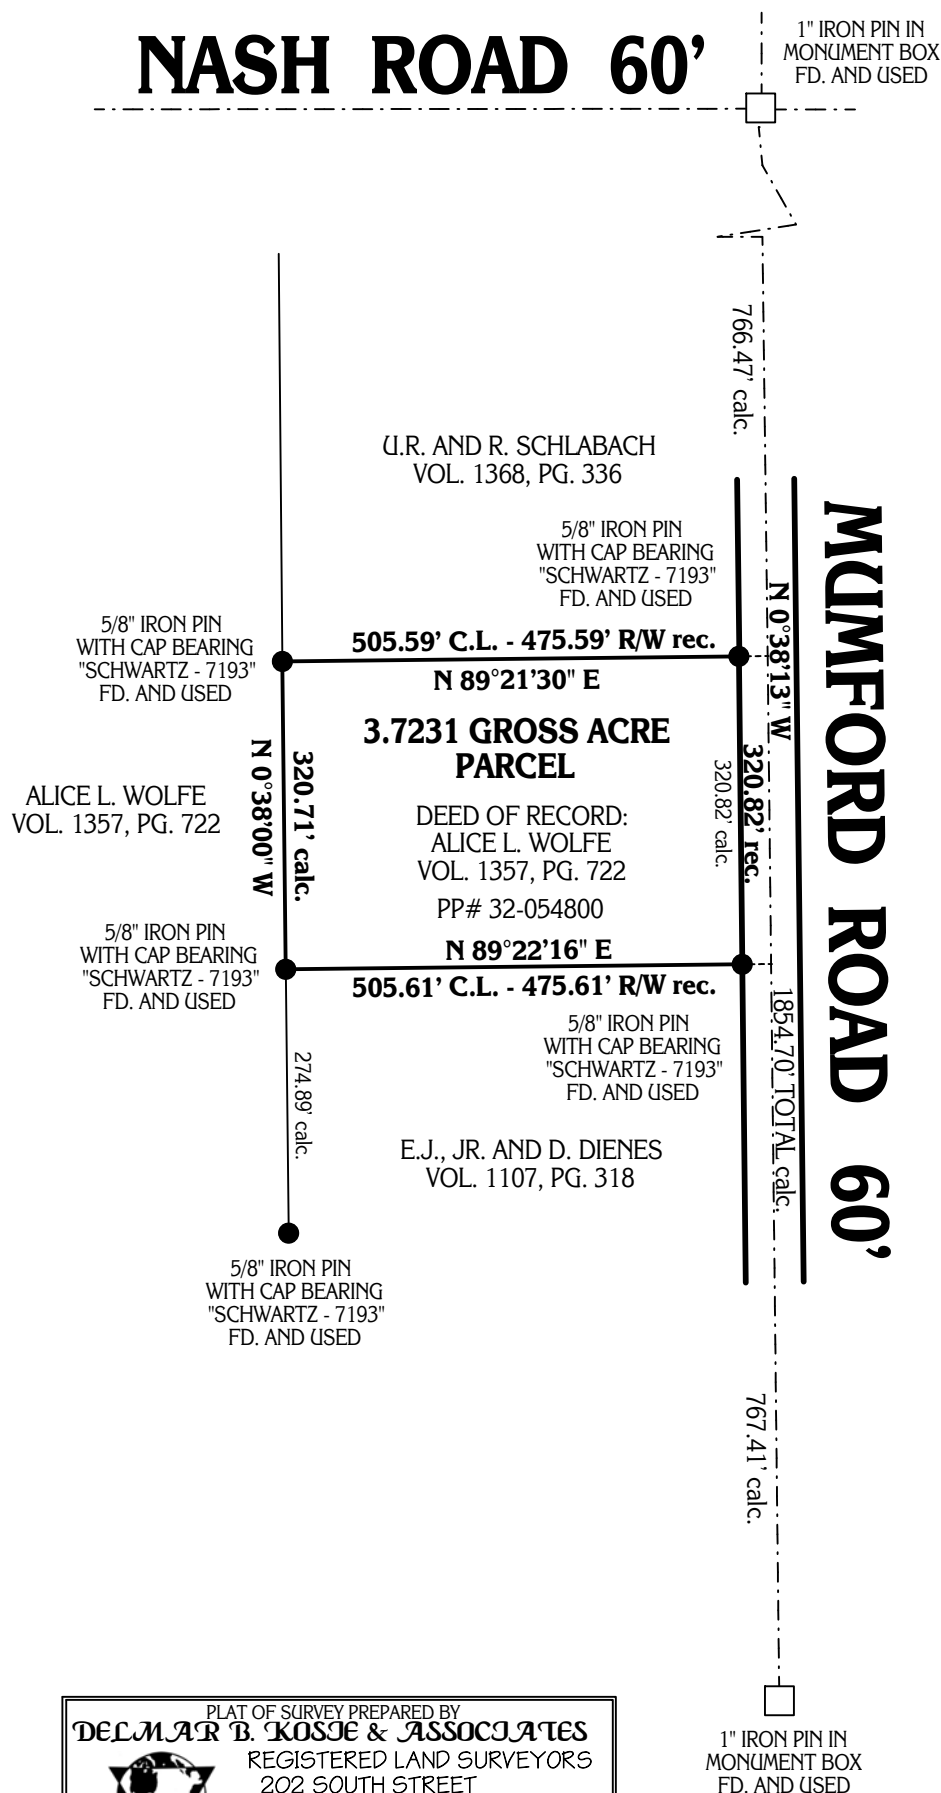 NASH ROAD 60'
1" IRON PIN IN
MONUMENT BOX
FD. AND USED
766.47' calc.
U.R. AND R. SCHLABACH
VOL. 1368, PG. 336
5/8" IRON PIN
WITH CAP BEARING
"SCHWARTZ - 7193"
FD. AND USED
MUMFORD ROAD 60'
N 0°38'13" W
5/8" IRON PIN
WITH CAP BEARING
"SCHWARTZ - 7193"
FD. AND USED
505.59' C.L. - 475.59' R/W rec.
N 89°21'30" E
3.7231 GROSS ACRE
PARCEL
N 0°38'00" W
320.71' calc.
320.82' calc.
320.82' rec.
ALICE L. WOLFE
VOL. 1357, PG. 722
DEED OF RECORD:
ALICE L. WOLFE
VOL. 1357, PG. 722
PP# 32-054800
5/8" IRON PIN
WITH CAP BEARING
"SCHWARTZ - 7193"
FD. AND USED
N 89°22'16" E
505.61' C.L. - 475.61' R/W rec.
1854.70' TOTAL calc.
5/8" IRON PIN
WITH CAP BEARING
"SCHWARTZ - 7193"
FD. AND USED
274.89' calc.
E.J., JR. AND D. DIENES
VOL. 1107, PG. 318
5/8" IRON PIN
WITH CAP BEARING
"SCHWARTZ - 7193"
FD. AND USED
767.41' calc.
1" IRON PIN IN
MONUMENT BOX
FD. AND USED
PLAT OF SURVEY PREPARED BY
DELMAR B. KOSIE & ASSOCIATES
REGISTERED LAND SURVEYORS
202 SOUTH STREET